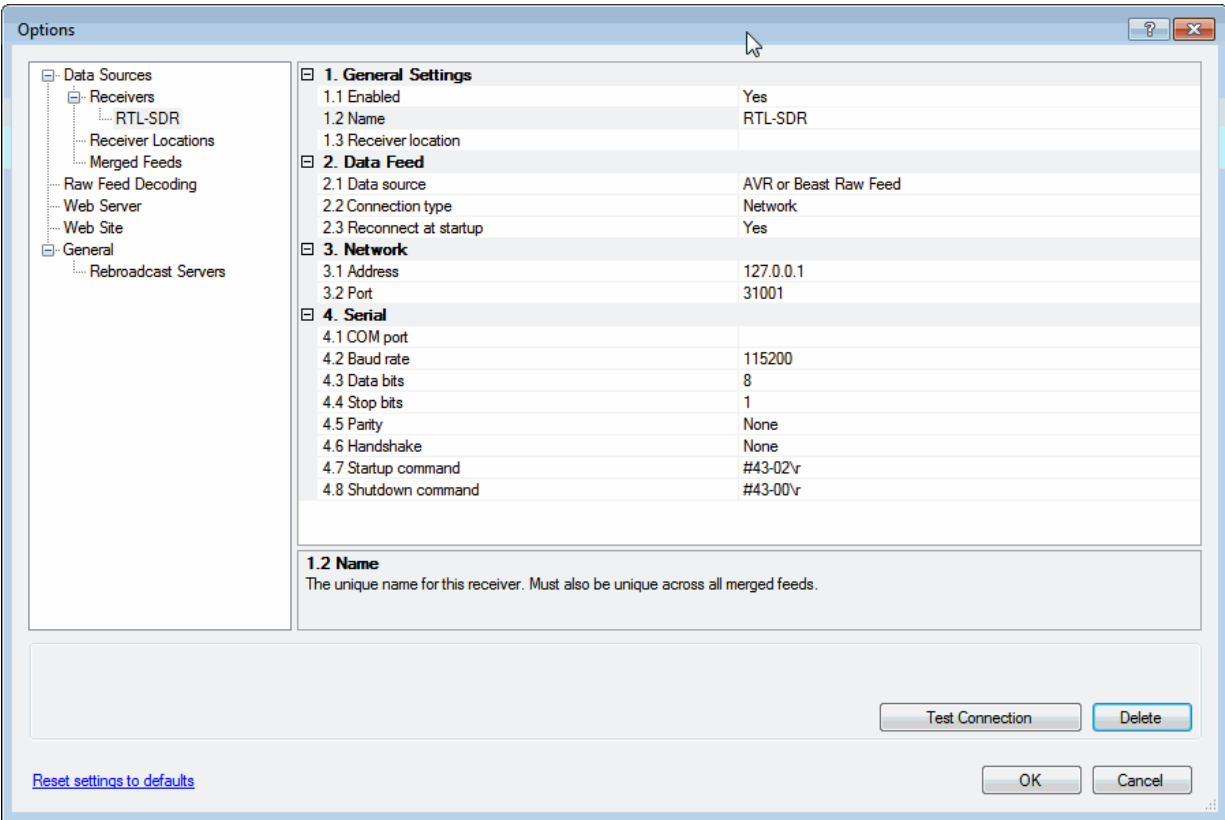 Options
Data Sources
Receivers
RTL-SDR
Receiver Locations
Merged Feeds
Raw Feed Decoding
Web Server
Web Site
General
Rebroadcast Servers
1. General Settings
1.1 Enabled Yes
1.2 Name RTL-SDR
1.3 Receiver location
2. Data Feed
2.1 Data source AVR or Beast Raw Feed
2.2 Connection type Network
2.3 Reconnect at startup Yes
3. Network
3.1 Address 127.0.0.1
3.2 Port 31001
4. Serial
4.1 COM port
4.2 Baud rate 115200
4.3 Data bits 8
4.4 Stop bits 1
4.5 Parity None
4.6 Handshake None
4.7 Startup command #43-02\r
4.8 Shutdown command #43-00\r
1.2 Name
The unique name for this receiver. Must also be unique across all merged feeds.
Test Connection Delete
Reset settings to defaults OK Cancel